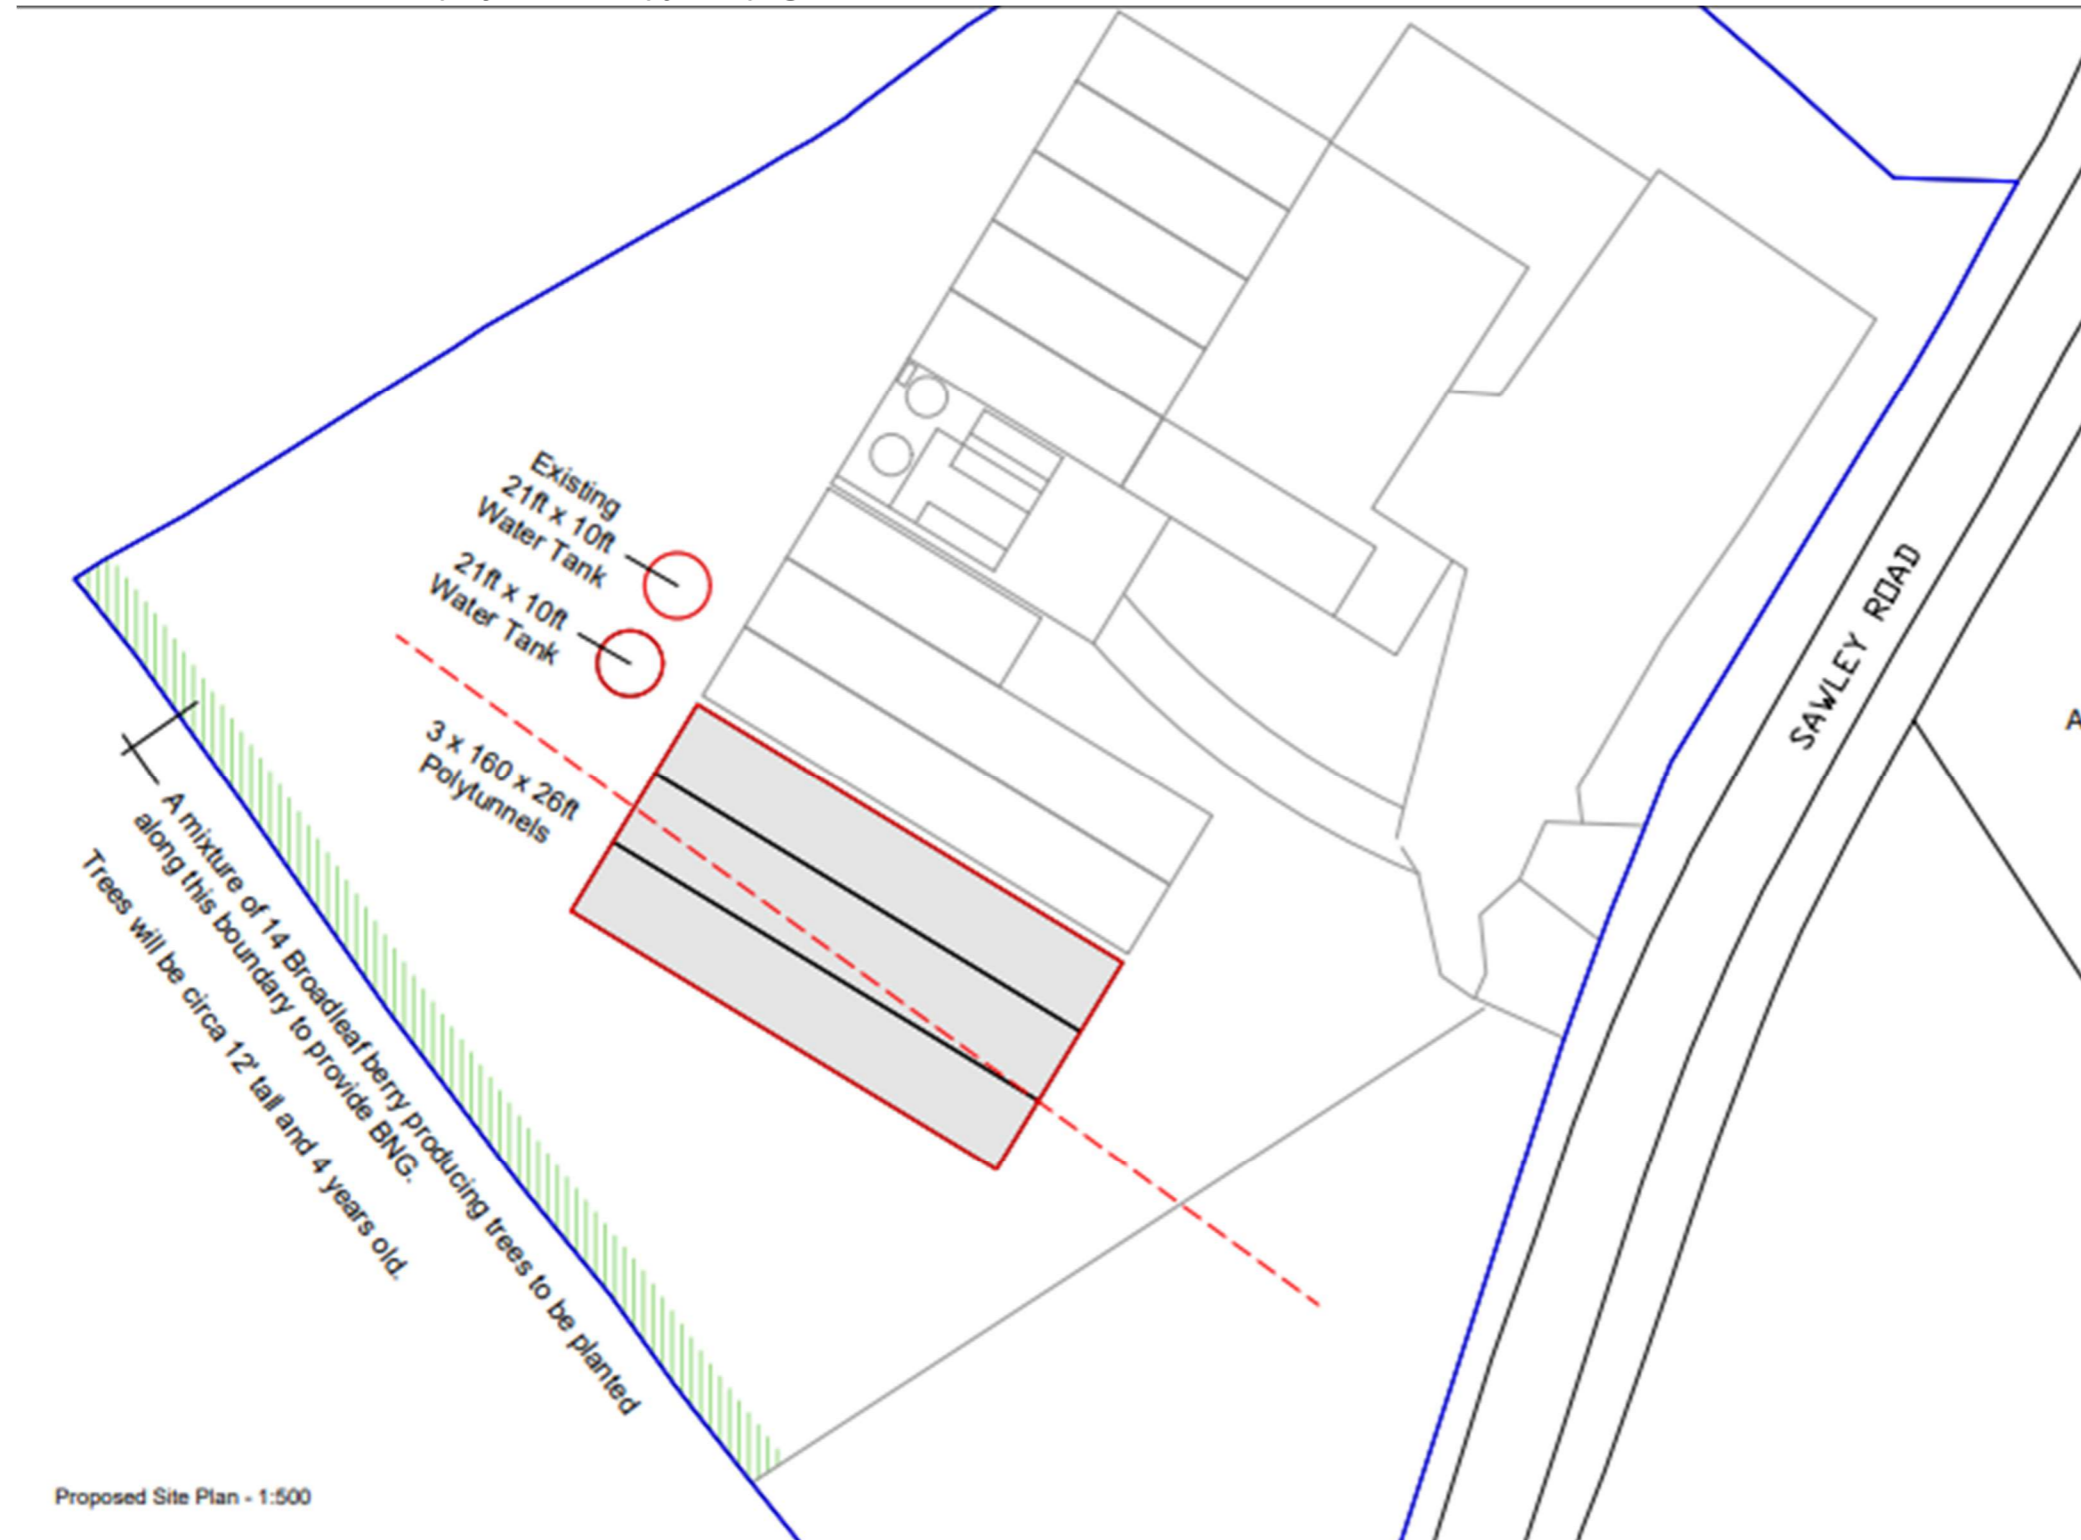 Existing
21ft x 10ft
Water Tank
21ft x 10ft
Water Tank
3 x 160 x 26ft
Polytunnels
A mixture of 14 Broadleaf berry producing trees to be planted
along this boundary to provide BNG.
Trees will be circa 12' tall and 4 years old.
SAWLEY ROAD
A
Proposed Site Plan - 1:500